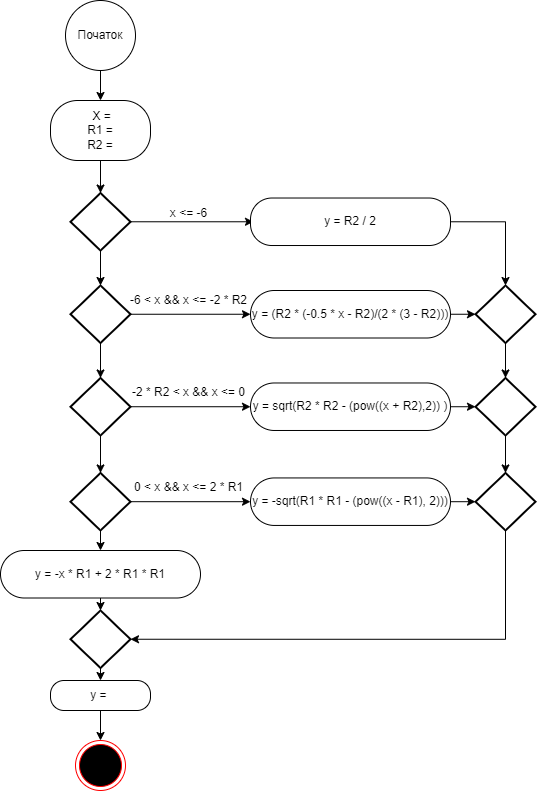 Початок
X =
R1 =
R2 =
x <= -6
y = R2 / 2
-6 < x && x <= -2 * R2
y = (R2 * (-0.5 * x - R2)/(2 * (3 - R2)))
-2 * R2 < x && x <= 0
y = sqrt(R2 * R2 - (pow((x + R2),2)) )
0 < x && x <= 2 * R1
y = -sqrt(R1 * R1 - (pow((x - R1), 2)))
y = -x * R1 + 2 * R1 * R1
y =